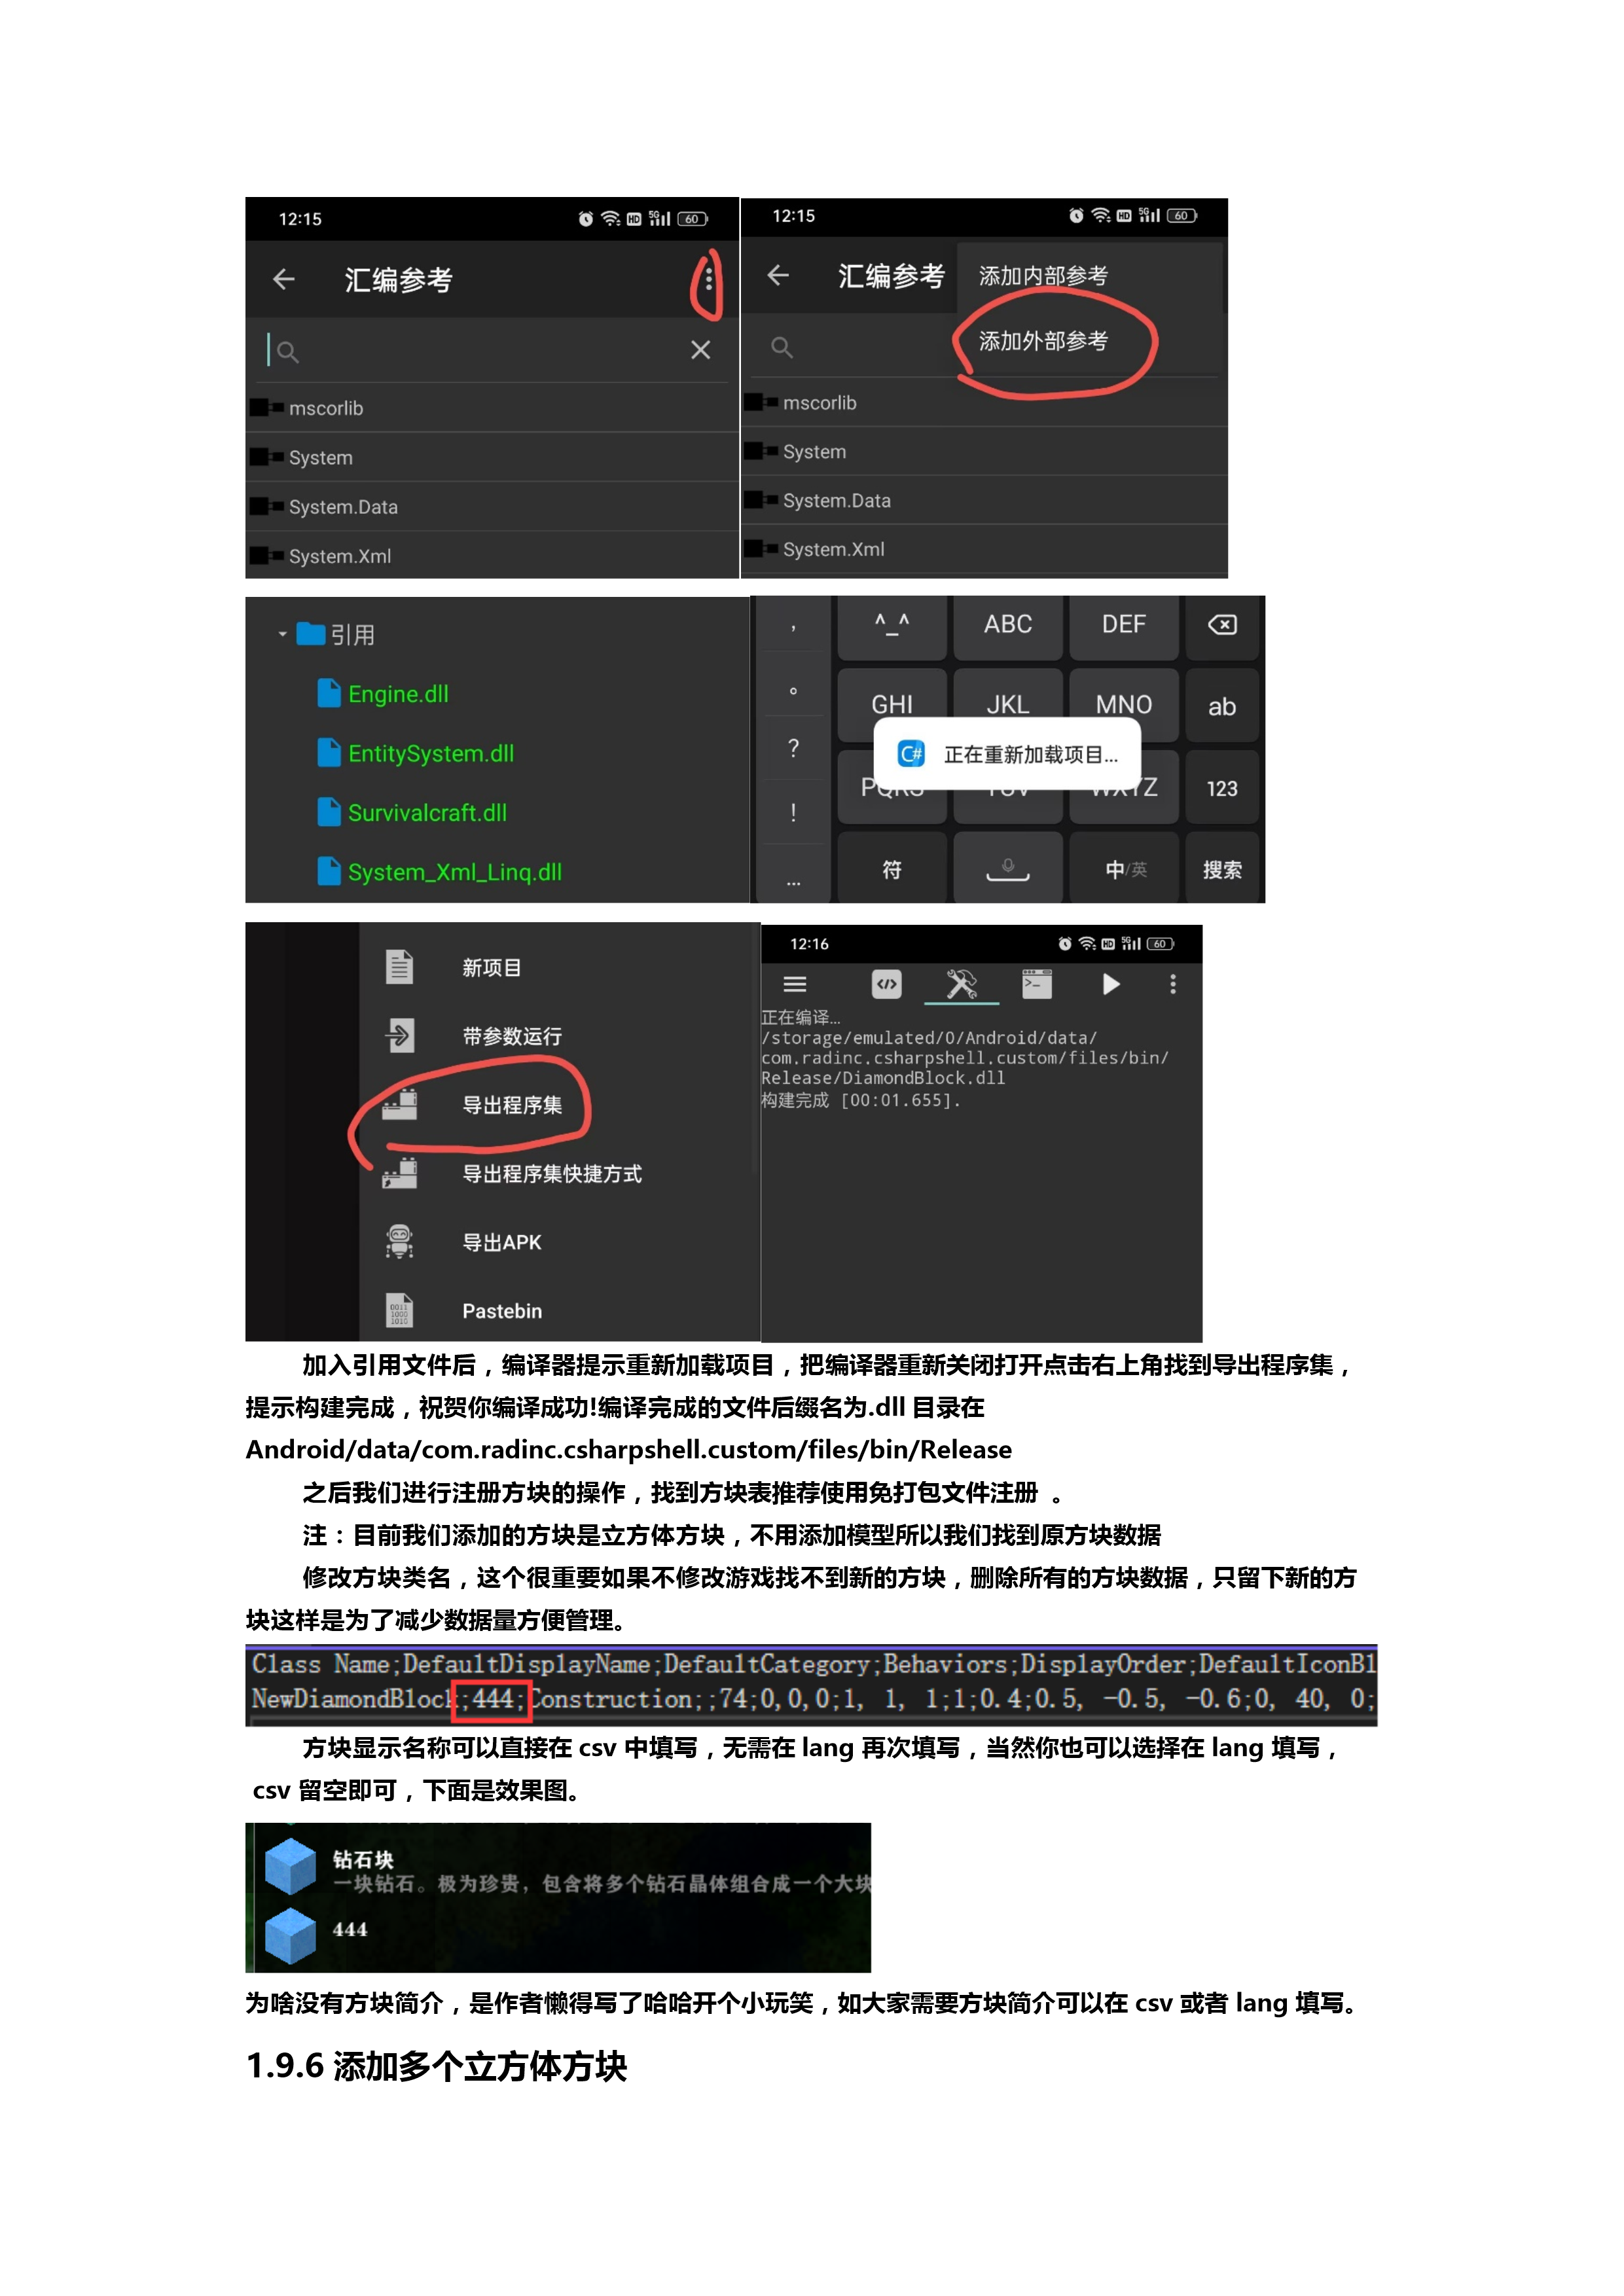 12:15
HD 5G 60
汇编参考
mscorlib
System
System.Data
System.Xml
12:15
HD 5G 60
汇编参考
添加内部参考
添加外部参考
mscorlib
System
System.Data
System.Xml
引用
Engine.dll
EntitySystem.dll
Survivalcraft.dll
System_Xml_Linq.dll
， ^_^ ABC DEF
。 GHI JKL MNO ab
C# 正在重新加载项目...
? PQRS TUV WXYZ 123
!
... 符 中/英 搜索
新项目
带参数运行
导出程序集
导出程序集快捷方式
导出APK
Pastebin
12:16
HD 5G 60
正在编译...
/storage/emulated/0/Android/data/
com.radinc.csharpshell.custom/files/bin/
Release/DiamondBlock.dll
构建完成 [00:01.655].
加入引用文件后，编译器提示重新加载项目，把编译器重新关闭打开点击右上角找到导出程序集，
提示构建完成，祝贺你编译成功!编译完成的文件后缀名为.dll 目录在
Android/data/com.radinc.csharpshell.custom/files/bin/Release
之后我们进行注册方块的操作，找到方块表推荐使用免打包文件注册 。
注：目前我们添加的方块是立方体方块，不用添加模型所以我们找到原方块数据
修改方块类名，这个很重要如果不修改游戏找不到新的方块，删除所有的方块数据，只留下新的方
块这样是为了减少数据量方便管理。
Class Name;DefaultDisplayName;DefaultCategory;Behaviors;DisplayOrder;DefaultIconBl
NewDiamondBlock;444;Construction;;74;0,0,0;1, 1, 1;1;0.4;0.5, -0.5, -0.6;0, 40, 0;
方块显示名称可以直接在 csv 中填写，无需在 lang 再次填写，当然你也可以选择在 lang 填写，
csv 留空即可，下面是效果图。
钻石块
一块钻石。极为珍贵，包含将多个钻石晶体组合成一个大块
444
为啥没有方块简介，是作者懒得写了哈哈开个小玩笑，如大家需要方块简介可以在 csv 或者 lang 填写。
1.9.6 添加多个立方体方块